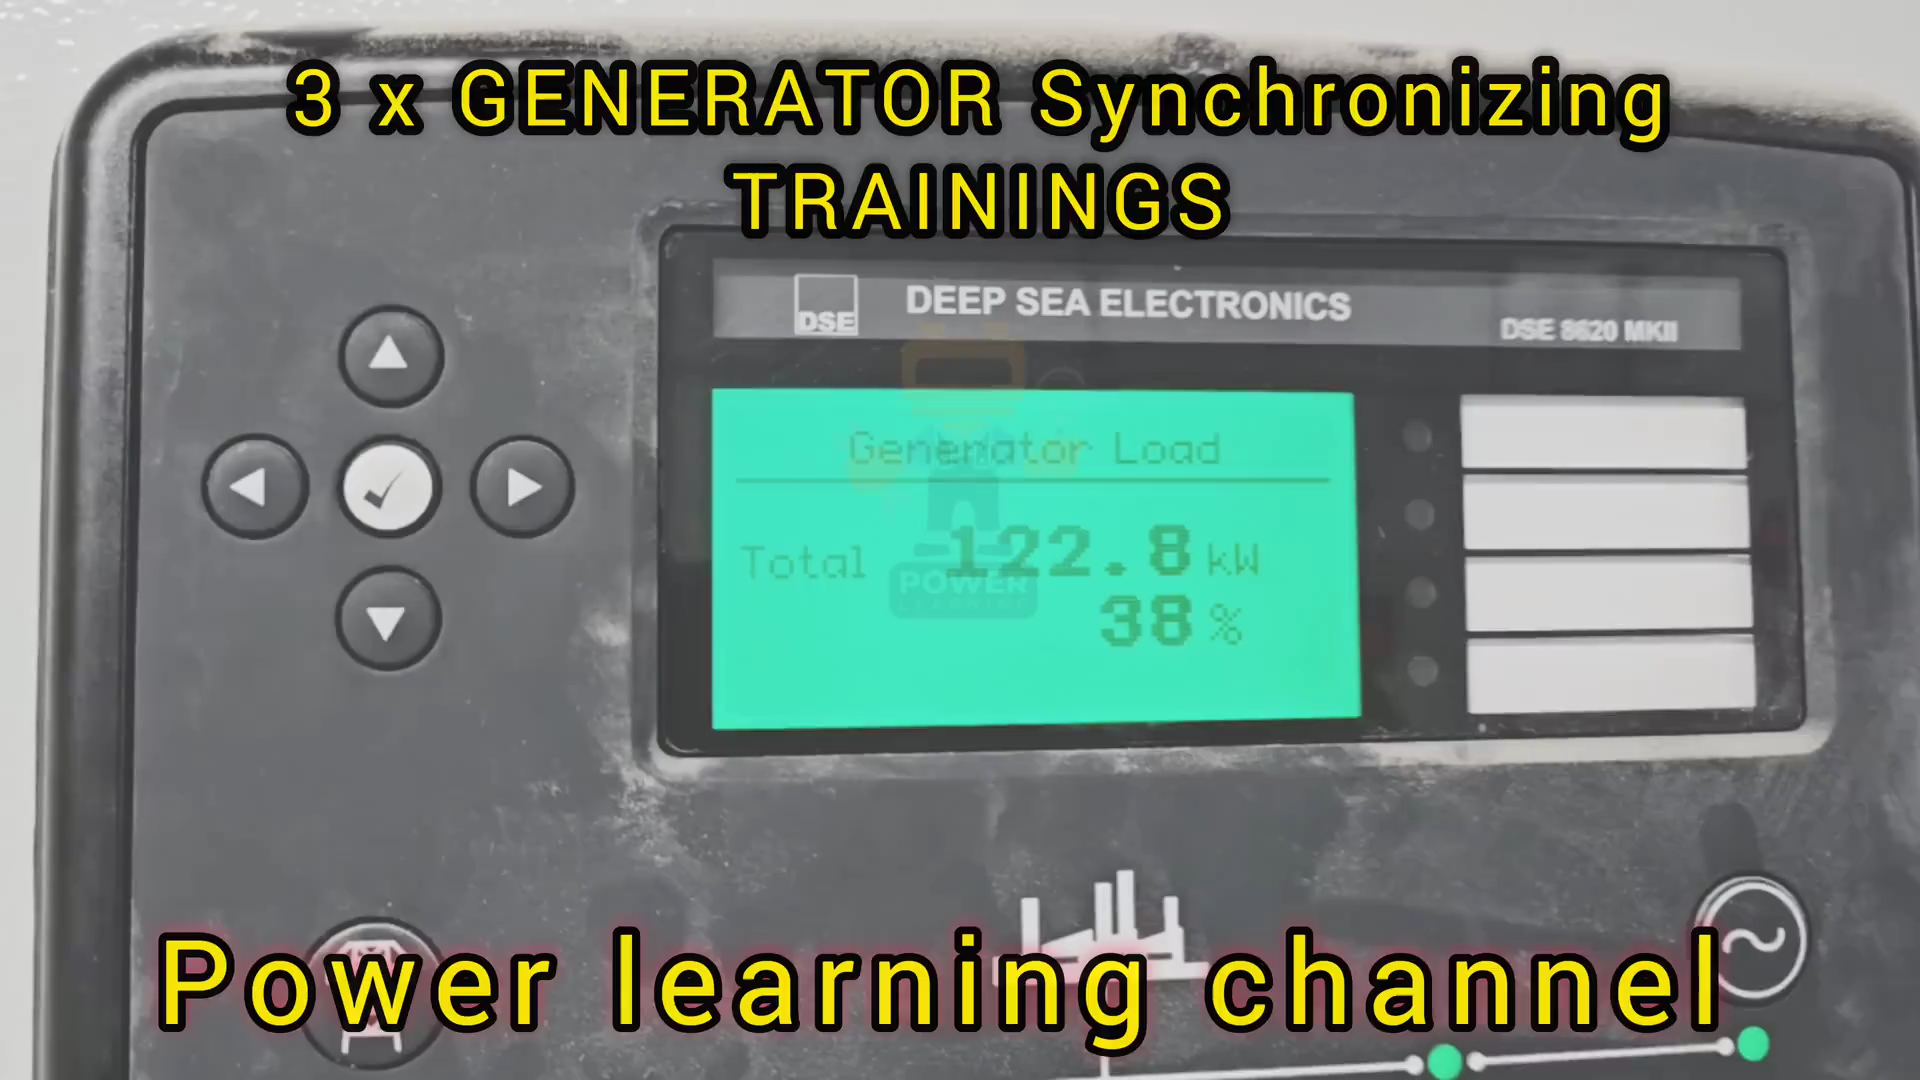 3 x GENERATOR Synchronizing
TRAININGS
DSE
DEEP SEA ELECTRONICS
DSE 8620 MKII
Generator Load
Total 122.8 kW
38 %
POWER
LEARNING
Power learning channel